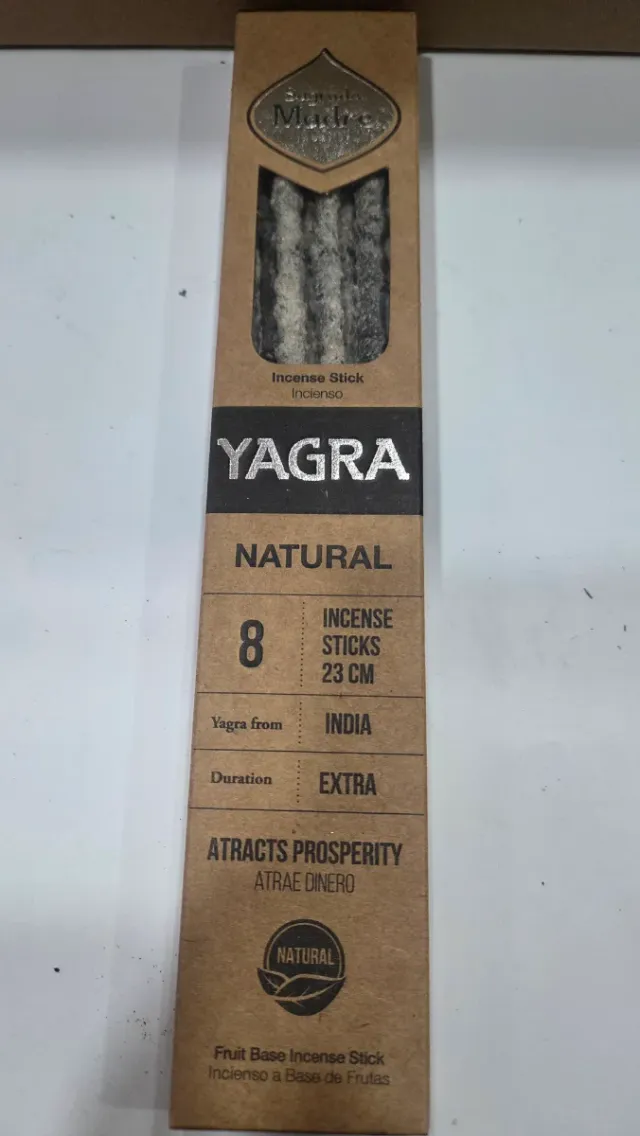 Sagrada
Madre
Incense Stick
Incienso
YAGRA
NATURAL
8
INCENSE
STICKS
23 CM
Yagra from
INDIA
Duration
EXTRA
ATRACTS PROSPERITY
ATRAE DINERO
NATURAL
Fruit Base Incense Stick
Incienso a Base de Frutas